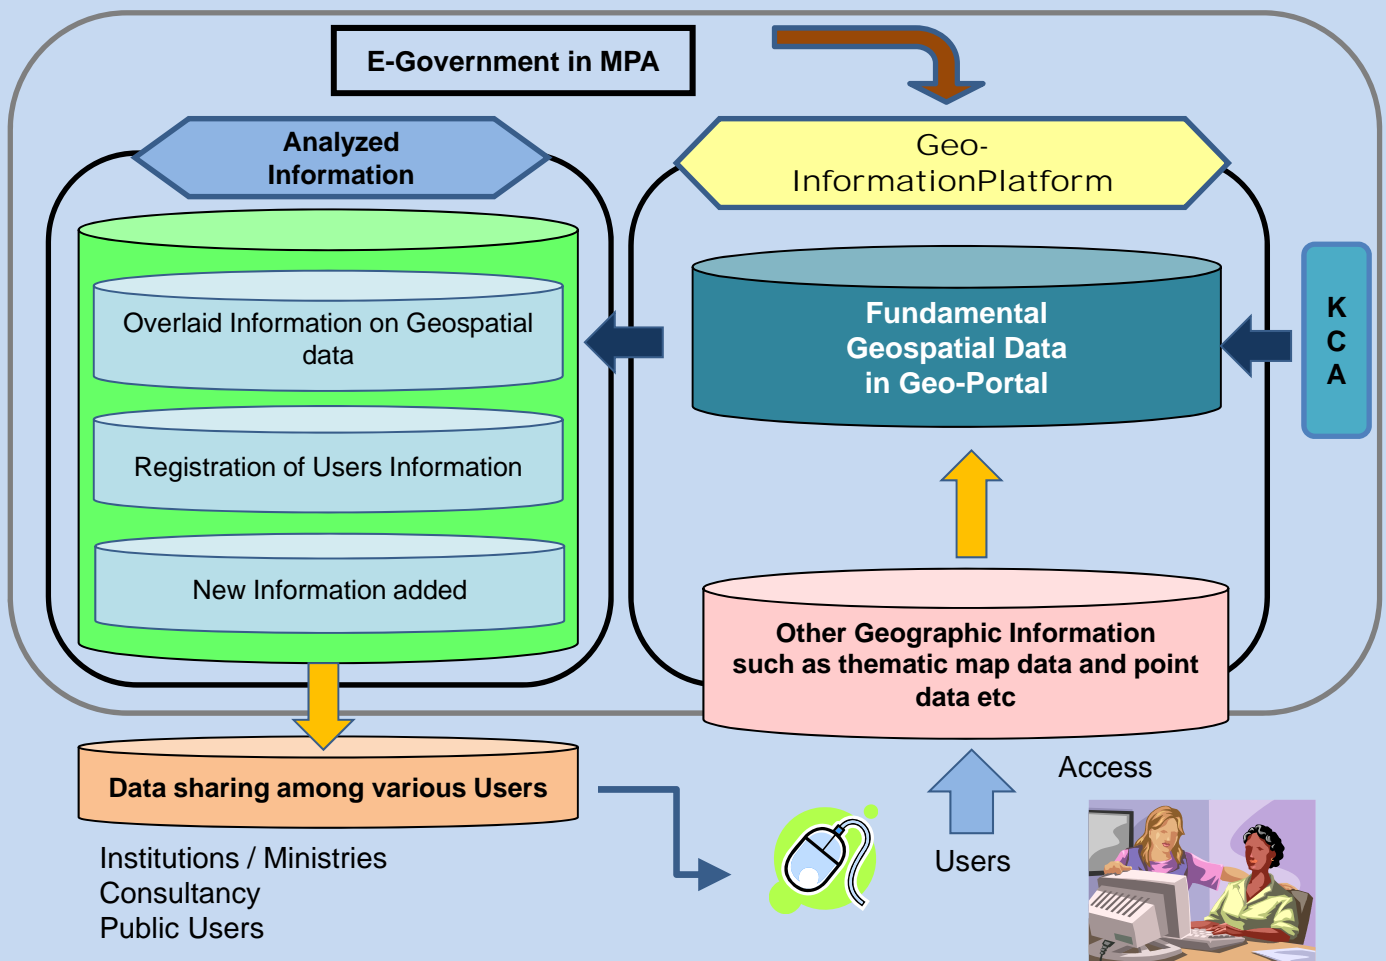 E-Government in MPA
Analyzed
Information
Geo-
InformationPlatform
Overlaid Information on Geospatial
data
Registration of Users Information
New Information added
Fundamental
Geospatial Data
in Geo-Portal
K
C
A
Other Geographic Information
such as thematic map data and point
data etc
Data sharing among various Users
Institutions / Ministries
Consultancy
Public Users
Access
Users